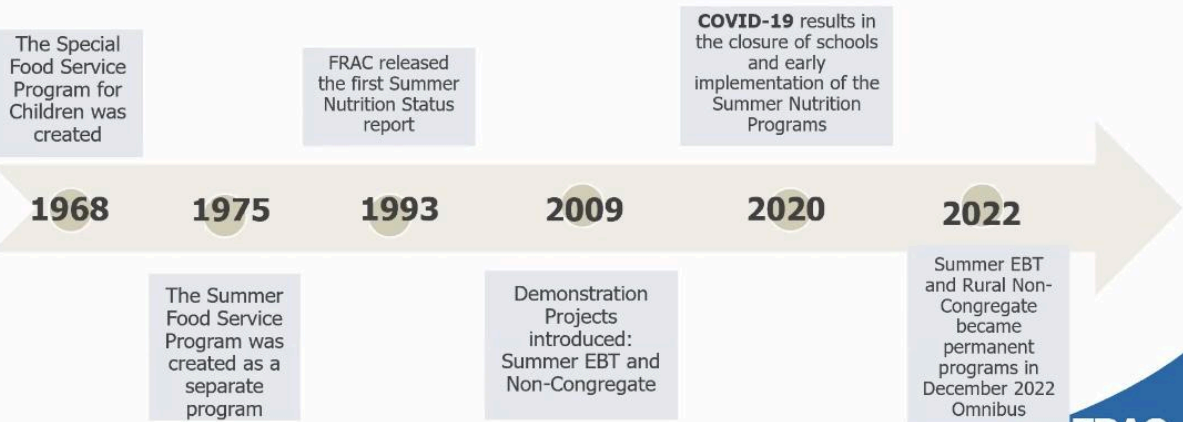 The Special
Food Service
Program for
Children was
created
FRAC released
the first Summer
Nutrition Status
report
COVID-19 results in
the closure of schools
and early
implementation of the
Summer Nutrition
Programs
1968
1975
1993
2009
2020
2022
The Summer
Food Service
Program was
created as a
separate
program
Demonstration
Projects
introduced:
Summer EBT and
Non-Congregate
Summer EBT
and Rural Non-
Congregate
became
permanent
programs in
December 2022
Omnibus